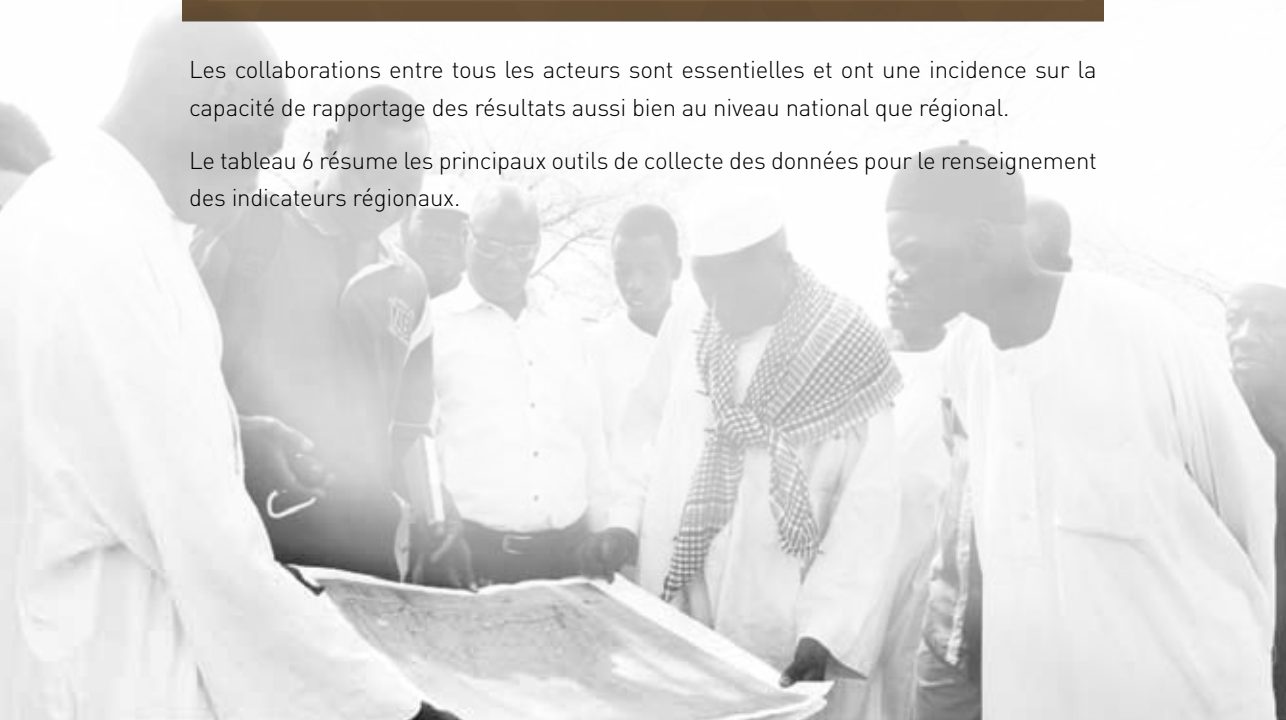 Les collaborations entre tous les acteurs sont essentielles et ont une incidence sur la
capacité de rapportage des résultats aussi bien au niveau national que régional.
Le tableau 6 résume les principaux outils de collecte des données pour le renseignement
des indicateurs régionaux.